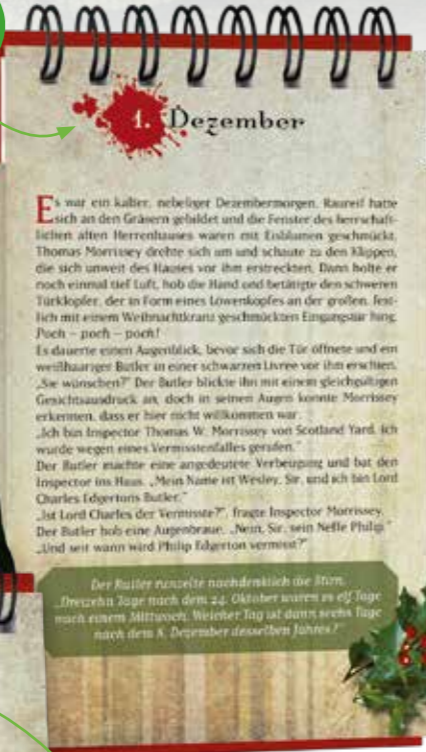 1. Dezember
Es war ein kalter, nebeliger Dezembermorgen. Raureif hatte
sich an den Gräsern gebildet und die Fenster des herrschaft-
lichen alten Herrenhauses waren mit Eisblumen geschmückt.
Thomas Morrissey drehte sich um und schaute zu den Klippen,
die sich unweit des Hauses vor ihm erstreckten. Dann holte er
noch einmal tief Luft, hob die Hand und betätigte den schweren
Türklopfer, der in Form eines Löwenkopfes an der großen, fest-
lich mit einem Weihnachtkranz geschmückten Eingangstür hing.
Poch – poch – poch!
Es dauerte einen Augenblick, bevor sich die Tür öffnete und ein
weißhaariger Butler in einer schwarzen Livree vor ihm erschien.
„Sie wünschen?“ Der Butler blickte ihn mit einem gleichgültigen
Gesichtsausdruck an, doch in seinen Augen konnte Morrissey
erkennen, dass er hier nicht willkommen war.
„Ich bin Inspector Thomas W. Morrissey von Scotland Yard. Ich
wurde wegen eines Vermisstenfalles gerufen.“
Der Butler machte eine angedeutete Verbeugung und bat den
Inspector ins Haus. „Mein Name ist Wesley, Sir, und ich bin Lord
Charles Edgertons Butler.“
„Ist Lord Charles der Vermisste?“, fragte Inspector Morrissey.
Der Butler hob eine Augenbraue. „Nein, Sir, sein Neffe Philip.“
„Und seit wann wird Philip Edgerton vermisst?“
Der Butler runzelte nachdenklich die Stirn.
„Dreizehn Tage nach dem 24. Oktober waren es elf Tage
nach einem Mittwoch. Welcher Tag ist dann sechs Tage
nach dem 8. Dezember desselben Jahres?“